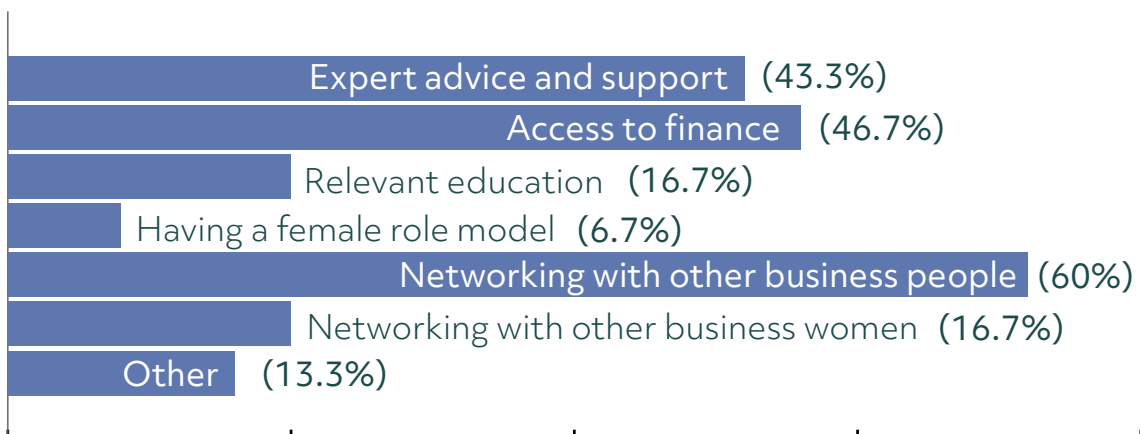 Expert advice and support (43.3%)
Access to finance (46.7%)
Relevant education (16.7%)
Having a female role model (6.7%)
Networking with other business people (60%)
Networking with other business women (16.7%)
Other (13.3%)